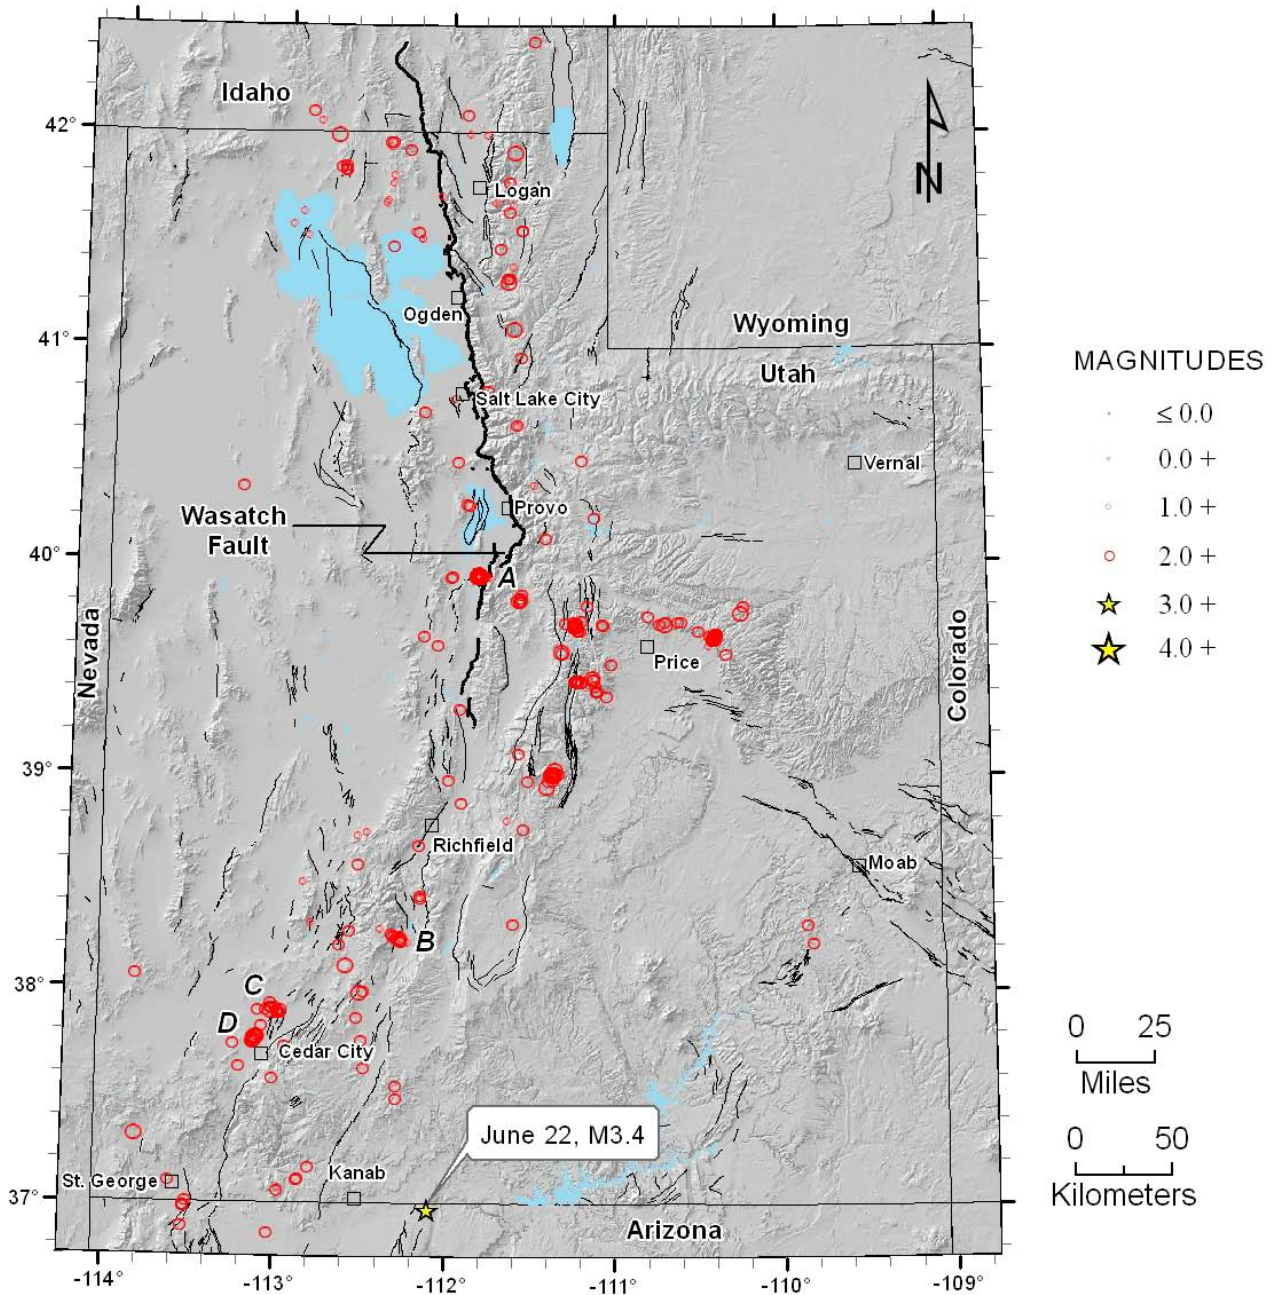 Idaho
42°
N
Logan
Ogden
Wyoming
41°
Utah
MAGNITUDES
Salt Lake City
≤ 0.0
0.0 +
Vernal
1.0 +
Provo
Wasatch
Fault
40°
2.0 +
A
3.0 +
Nevada
Colorado
4.0 +
Price
39°
Richfield
Moab
B
38°
C
D
Cedar City
0 25
Miles
June 22, M3.4
0 50
Kilometers
St. George
Kanab
37°
Arizona
-114°
-113°
-112°
-111°
-110°
-109°